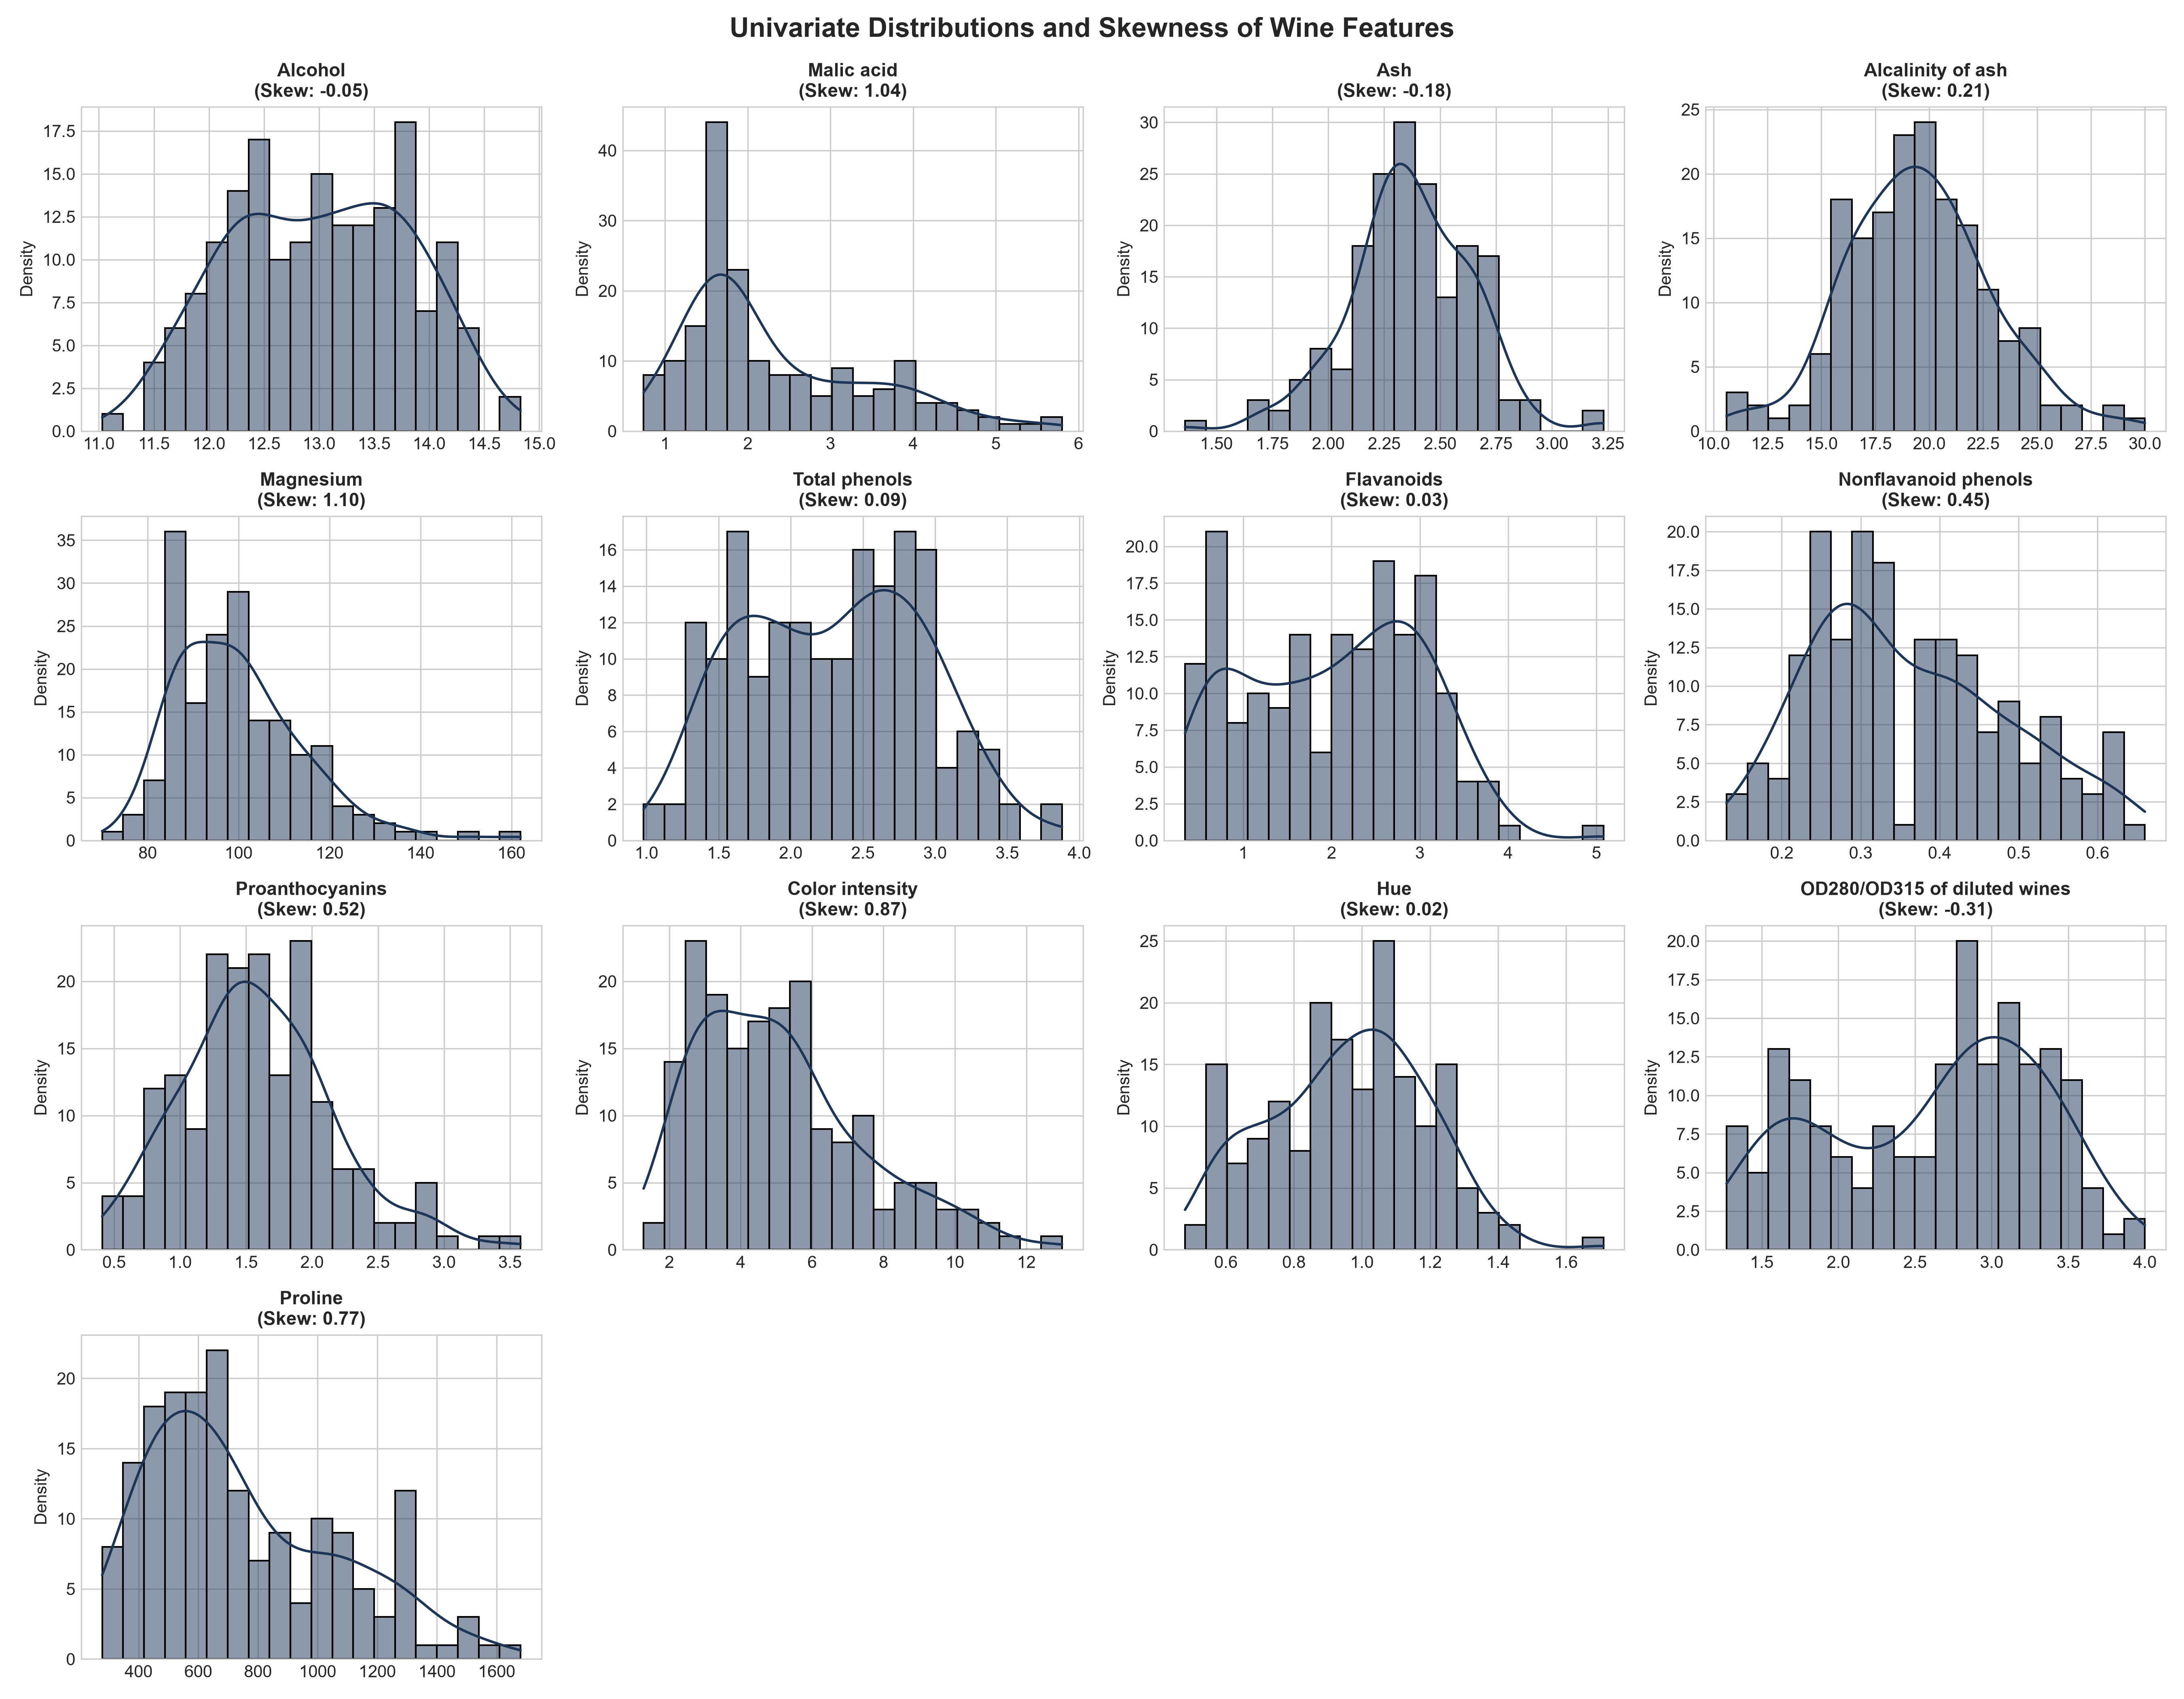 Univariate Distributions and Skewness of Wine Features
Alcohol
(Skew: -0.05)
Density
17.5
15.0
12.5
10.0
7.5
5.0
2.5
0.0
11.0 11.5 12.0 12.5 13.0 13.5 14.0 14.5 15.0
Malic acid
(Skew: 1.04)
Density
40
30
20
10
0
1 2 3 4 5 6
Ash
(Skew: -0.18)
Density
30
25
20
15
10
5
0
1.50 1.75 2.00 2.25 2.50 2.75 3.00 3.25
Alcalinity of ash
(Skew: 0.21)
Density
25
20
15
10
5
0
10.0 12.5 15.0 17.5 20.0 22.5 25.0 27.5 30.0
Magnesium
(Skew: 1.10)
Density
35
30
25
20
15
10
5
0
80 100 120 140 160
Total phenols
(Skew: 0.09)
Density
16
14
12
10
8
6
4
2
0
1.0 1.5 2.0 2.5 3.0 3.5 4.0
Flavanoids
(Skew: 0.03)
Density
20.0
17.5
15.0
12.5
10.0
7.5
5.0
2.5
0.0
1 2 3 4 5
Nonflavanoid phenols
(Skew: 0.45)
Density
20.0
17.5
15.0
12.5
10.0
7.5
5.0
2.5
0.0
0.2 0.3 0.4 0.5 0.6
Proanthocyanins
(Skew: 0.52)
Density
20
15
10
5
0
0.5 1.0 1.5 2.0 2.5 3.0 3.5
Color intensity
(Skew: 0.87)
Density
20
15
10
5
0
2 4 6 8 10 12
Hue
(Skew: 0.02)
Density
25
20
15
10
5
0
0.6 0.8 1.0 1.2 1.4 1.6
OD280/OD315 of diluted wines
(Skew: -0.31)
Density
20.0
17.5
15.0
12.5
10.0
7.5
5.0
2.5
0.0
1.5 2.0 2.5 3.0 3.5 4.0
Proline
(Skew: 0.77)
Density
20
15
10
5
0
400 600 800 1000 1200 1400 1600